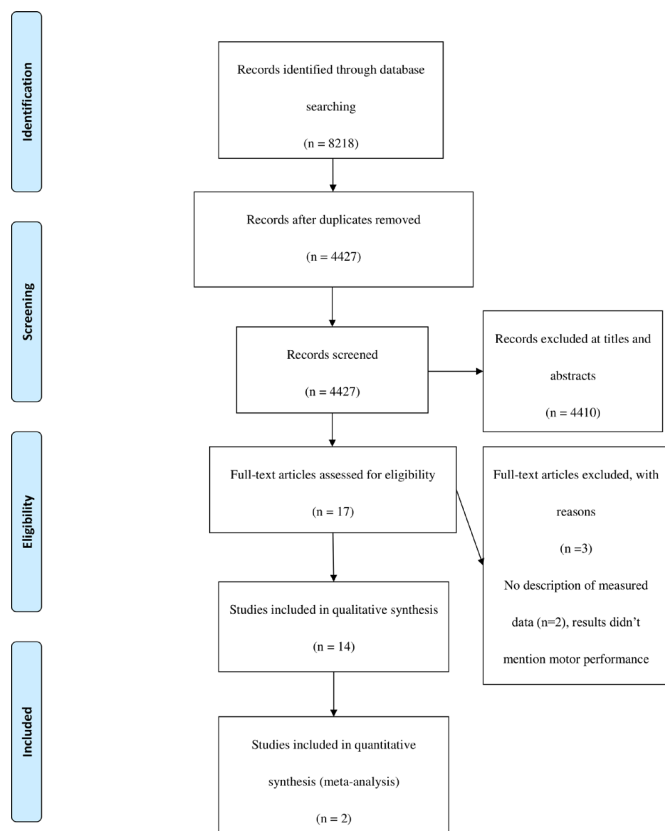 Identification
Records identified through database
searching
(n = 8218)
Records after duplicates removed
(n = 4427)
Screening
Records screened
(n = 4427)
Records excluded at titles and
abstracts
(n = 4410)
Eligibility
Full-text articles assessed for eligibility
(n = 17)
Full-text articles excluded, with
reasons
(n =3)
No description of measured
data (n=2), results didn’t
mention motor performance
Studies included in qualitative synthesis
(n = 14)
Included
Studies included in quantitative
synthesis (meta-analysis)
(n = 2)